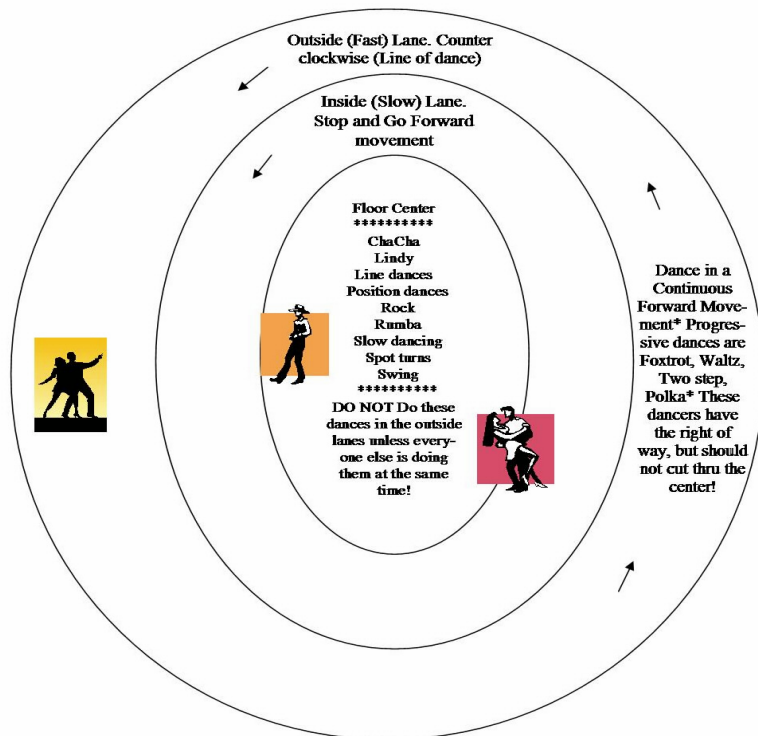 Outside (Fast) Lane. Counter
clockwise (Line of dance)
Inside (Slow) Lane.
Stop and Go Forward
movement
Floor Center
**********
ChaCha
Lindy
Line dances
Position dances
Rock
Rumba
Slow dancing
Spot turns
Swing
**********
DO NOT Do these
dances in the outside
lanes unless every-
one else is doing
them at the same
time!
Dance in a
Continuous
Forward Move-
ment* Progres-
sive dances are
Foxtrot, Waltz,
Two step,
Polka* These
dancers have
the right of
way, but should
not cut thru the
center!